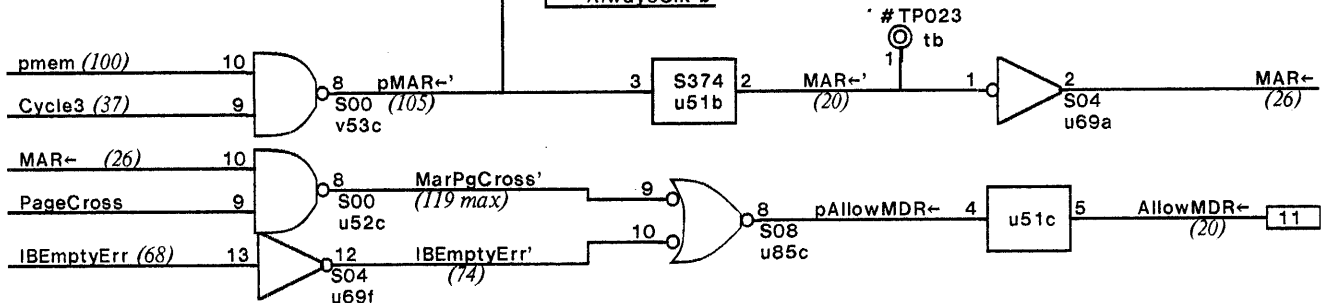 # TP023
tb
1
pmem (100) 10
Cycle3 (37) 9
8 pMAR←'
S00 (105)
v53c
3 S374 2
u51b
MAR←'
(20)
1 2
S04
u69a
MAR←
(26)
MAR← (26) 10
PageCross 9
8 MarPgCross'
S00 (119 max)
u52c
IBEmptyErr (68) 13
12 IBEmptyErr'
S04 (74)
u69f
9
10
8 pAllowMDR← 4
S08
u85c
u51c
5 AllowMDR← 11
(20)